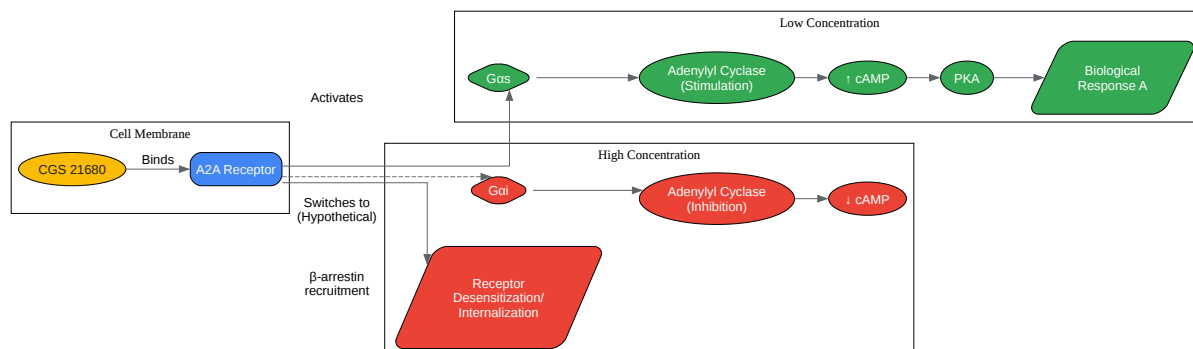 Low Concentration
Gαs
Adenylyl Cyclase
(Stimulation)
↑ cAMP
PKA
Biological
Response A
Activates
Cell Membrane
CGS 21680
Binds
A2A Receptor
High Concentration
Gαi
Adenylyl Cyclase
(Inhibition)
↓ cAMP
Switches to
(Hypothetical)
β-arrestin
recruitment
Receptor
Desensitization/
Internalization